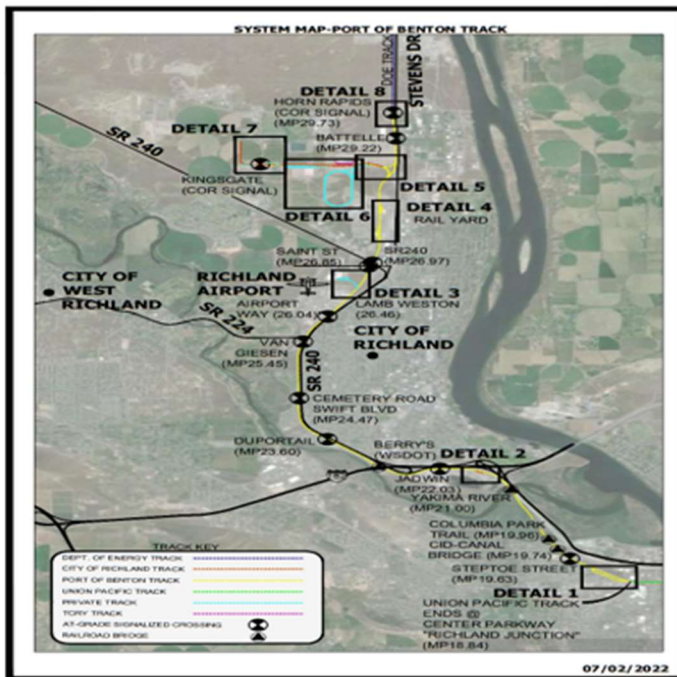 SYSTEM MAP-PORT OF BENTON TRACK
DOE TRACK
STEVENS DR
DETAIL 8
HORN RAPIDS
(COR SIGNAL)
(MP29.73)
DETAIL 7
BATTELLE
(MP29.22)
SR 240
KINGSGATE
(COR SIGNAL)
DETAIL 5
DETAIL 6
DETAIL 4
RAIL YARD
SAINT ST
(MP26.85)
SR240
(MP26.97)
CITY OF
WEST
RICHLAND
RICHLAND
AIRPORT
DETAIL 3
LAMB WESTON
(26.46)
AIRPORT
WAY (26.04)
SR 224
CITY OF
RICHLAND
VAN
GIESEN
(MP25.45)
SR 240
CEMETERY ROAD
SWIFT BLVD
(MP24.47)
DUPORTAIL
(MP23.60)
BERRY'S
(WSDOT)
DETAIL 2
JADWIN
(MP22.03)
YAKIMA RIVER
(MP21.00)
COLUMBIA PARK
TRAIL (MP19.96)
CID-CANAL
BRIDGE (MP19.74)
STEPTOE STREET
(MP19.63)
DETAIL 1
UNION PACIFIC TRACK
ENDS @
CENTER PARKWAY
"RICHLAND JUNCTION"
(MP18.84)
TRACK KEY
DEPT. OF ENERGY TRACK
CITY OF RICHLAND TRACK
PORT OF BENTON TRACK
UNION PACIFIC TRACK
PRIVATE TRACK
TCRY TRACK
AT-GRADE SIGNALIZED CROSSING
RAILROAD BRIDGE
07/02/2022